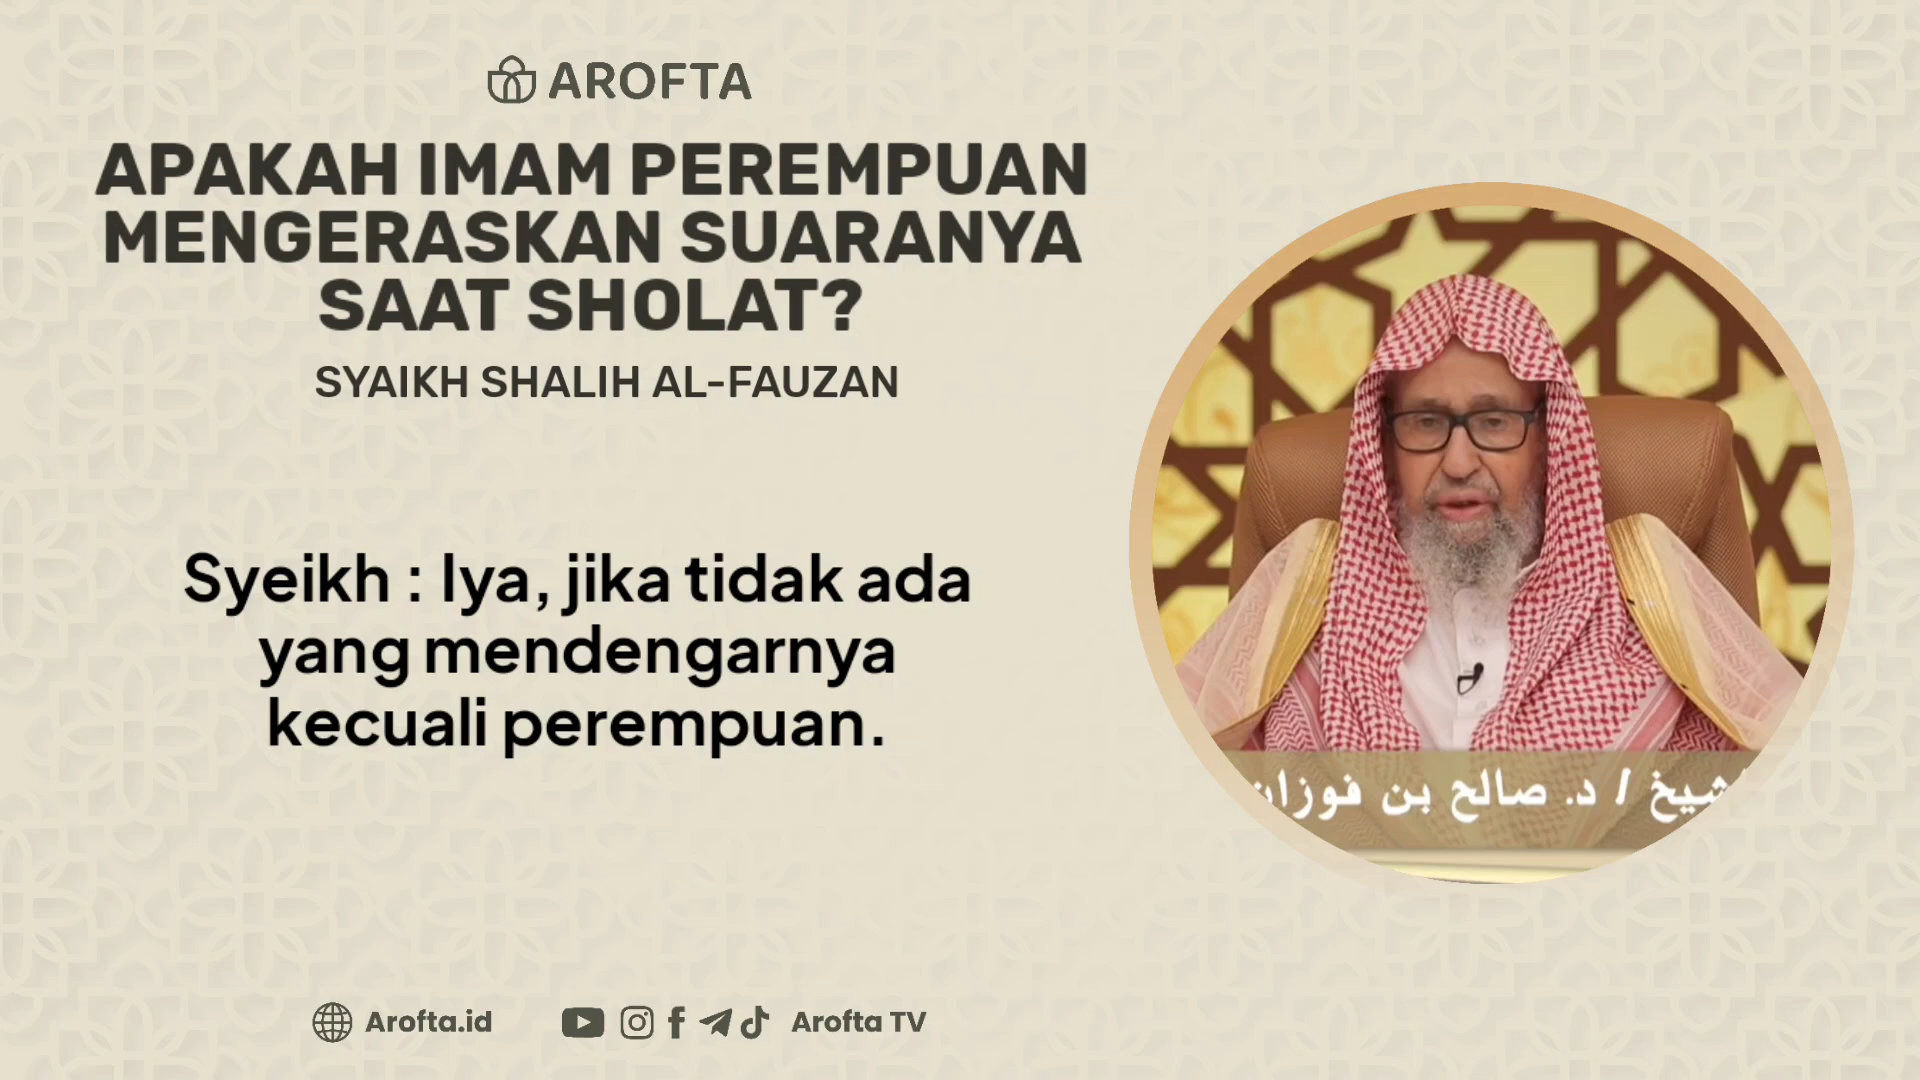 AROFTA
APAKAH IMAM PEREMPUAN
MENGERASKAN SUARANYA
SAAT SHOLAT?
SYAIKH SHALIH AL-FAUZAN
Syeikh : Iya, jika tidak ada
yang mendengarnya
kecuali perempuan.
شيخ / د. صالح بن فوزان
Arofta.id
Arofta TV